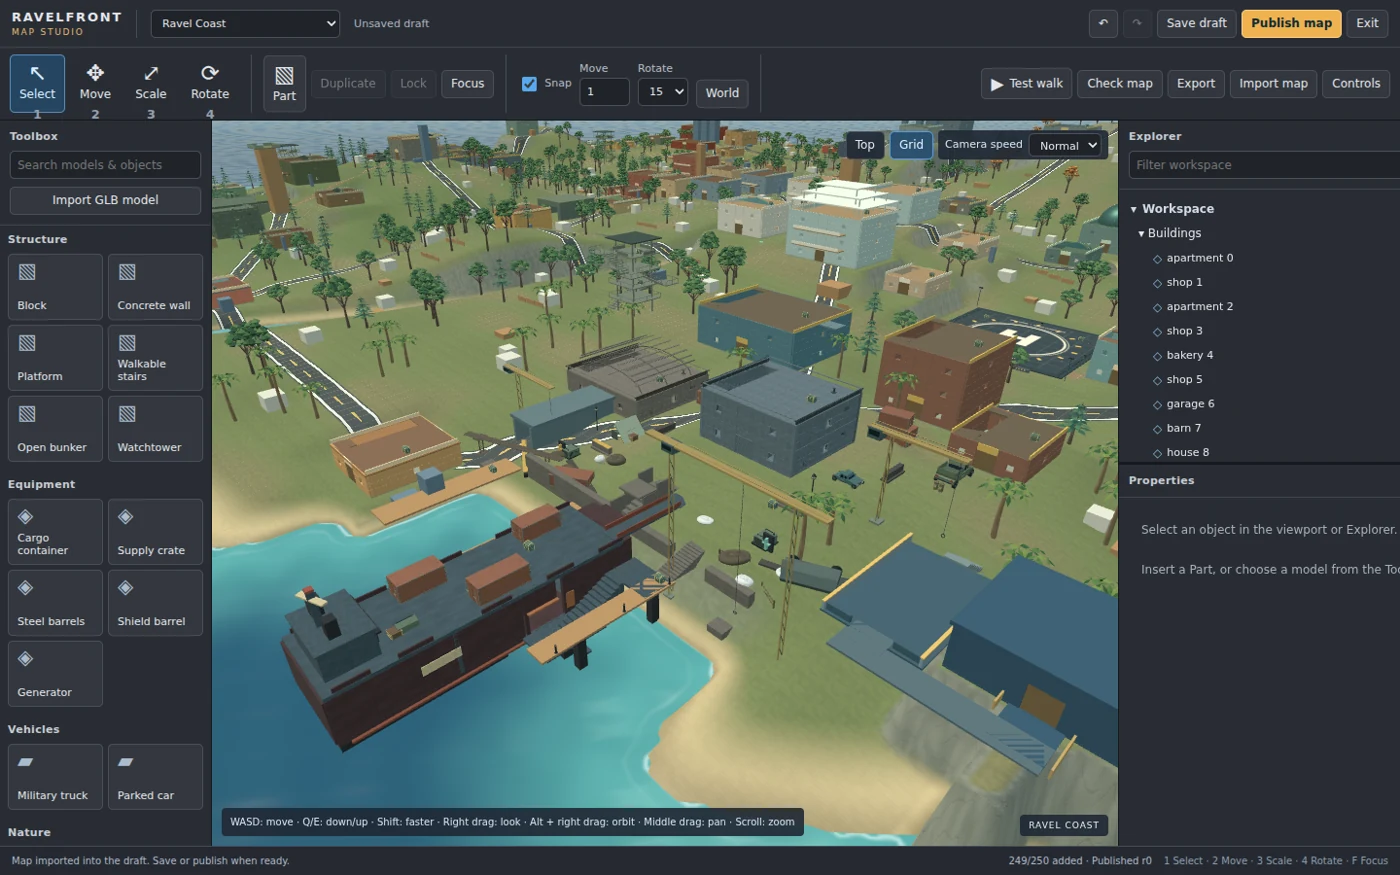 RAVELFRONT
MAP STUDIO
Ravel Coast
Unsaved draft
Save draft
Publish map
Exit
Select
1
Move
2
Scale
3
Rotate
4
Part
Duplicate
Lock
Focus
Snap
Move
1
Rotate
15
World
Test walk
Check map
Export
Import map
Controls
Toolbox
Search models & objects
Import GLB model
Structure
Block
Concrete wall
Platform
Walkable
stairs
Open bunker
Watchtower
Equipment
Cargo
container
Supply crate
Steel barrels
Shield barrel
Generator
Vehicles
Military truck
Parked car
Nature
Top
Grid
Camera speed
Normal
H
WASD: move · Q/E: down/up · Shift: faster · Right drag: look · Alt + right drag: orbit · Middle drag: pan · Scroll: zoom
RAVEL COAST
Explorer
Filter workspace
Workspace
Buildings
apartment 0
shop 1
apartment 2
shop 3
bakery 4
shop 5
garage 6
barn 7
house 8
Properties
Select an object in the viewport or Explorer.
Insert a Part, or choose a model from the Too
Map imported into the draft. Save or publish when ready.
249/250 added · Published r0
1 Select · 2 Move · 3 Scale · 4 Rotate · F Focus